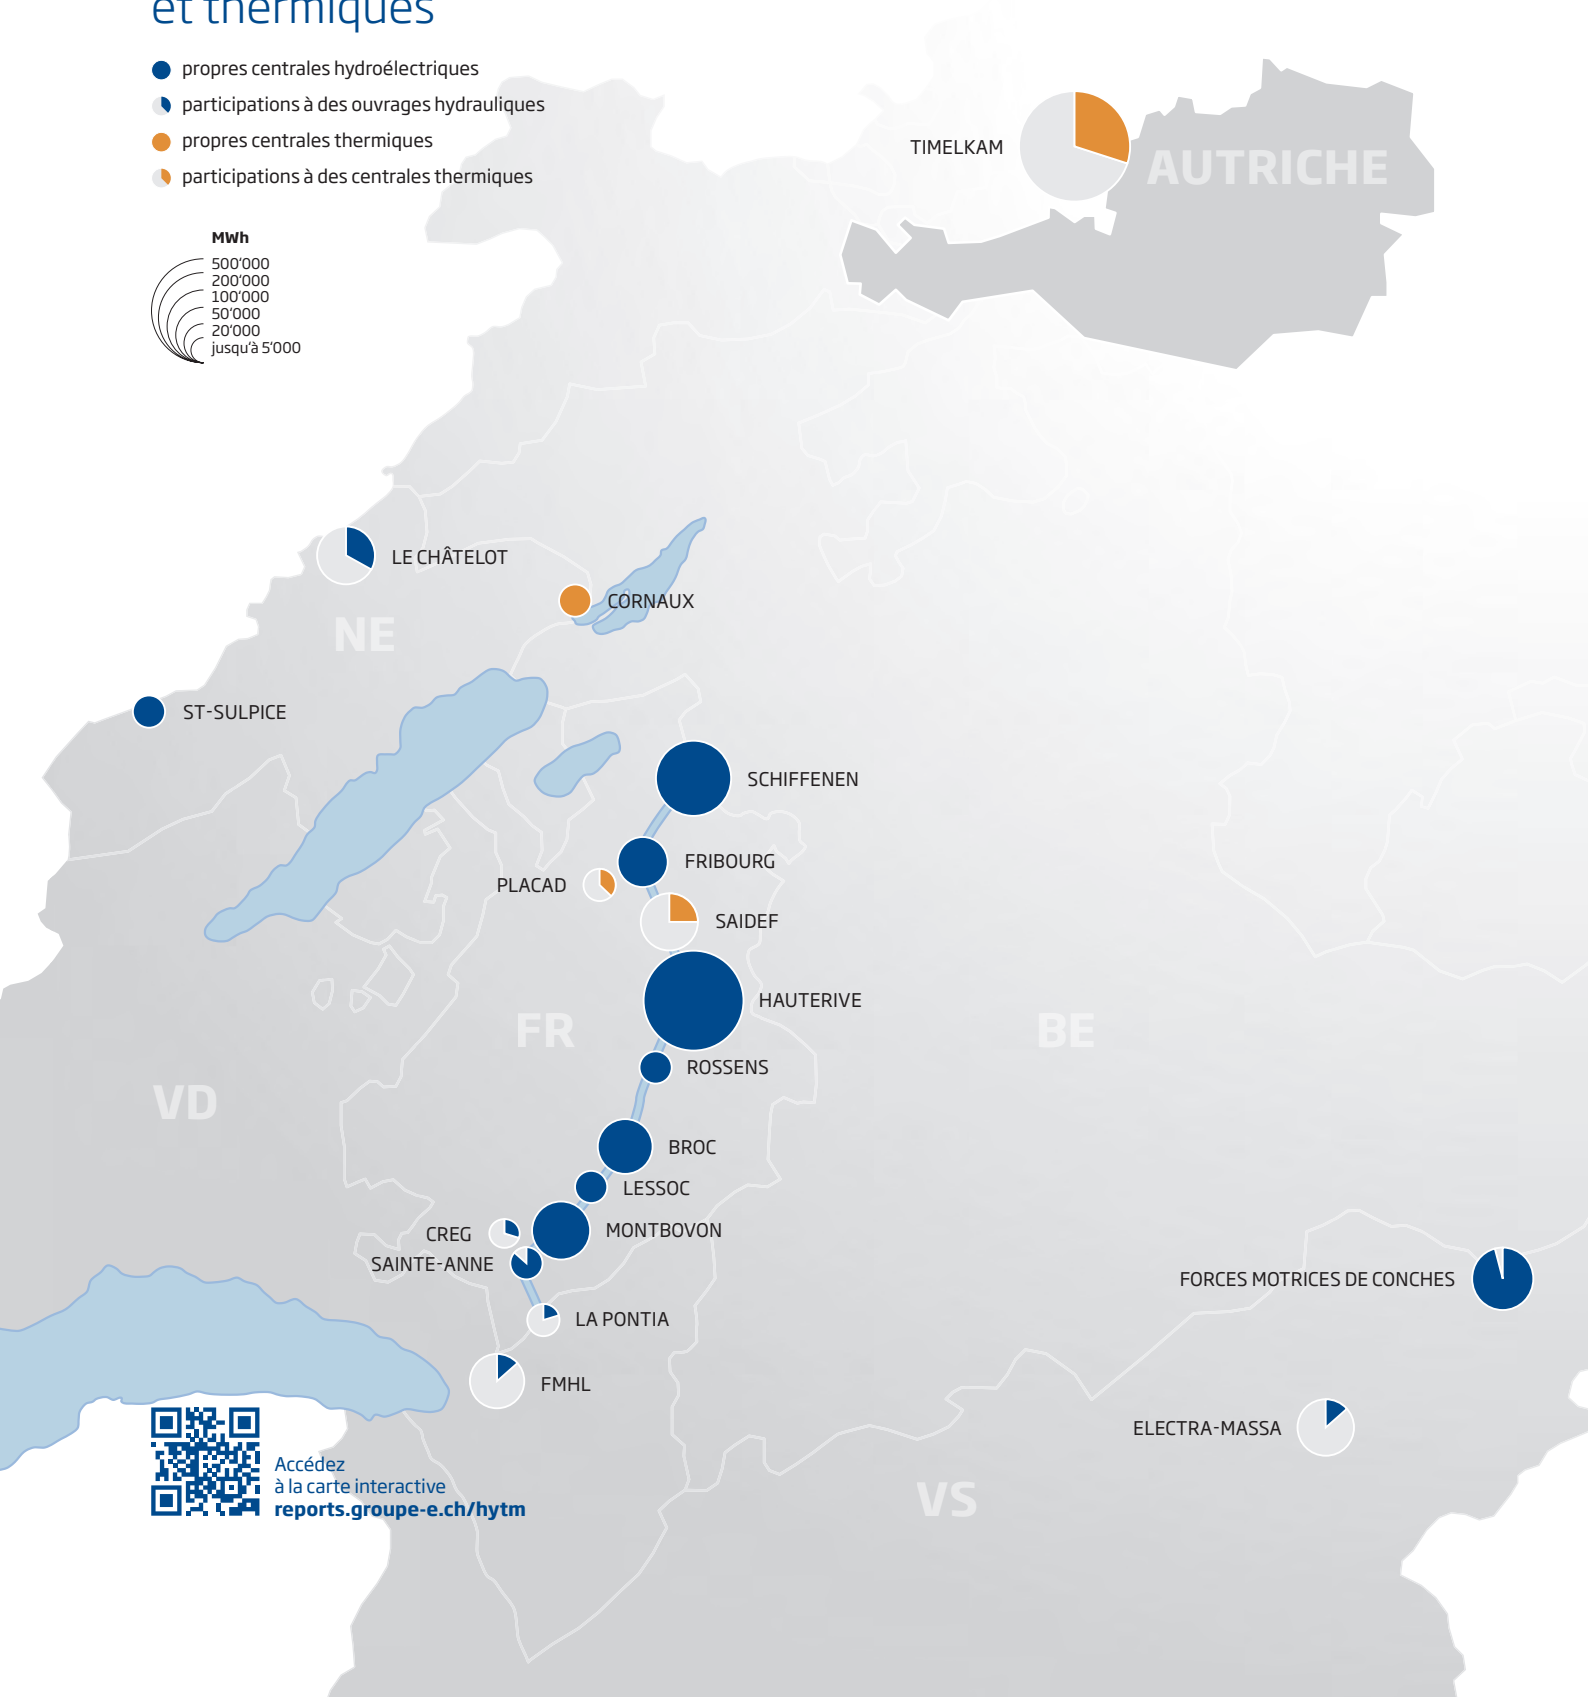 et thermiques
propres centrales hydroélectriques
participations à des ouvrages hydrauliques
propres centrales thermiques
participations à des centrales thermiques
MWh
500'000
200'000
100'000
50'000
20'000
jusqu'à 5'000
TIMELKAM
AUTRICHE
LE CHÂTELOT
CORNAUX
NE
ST-SULPICE
SCHIFFENEN
FRIBOURG
PLACAD
SAIDEF
HAUTERIVE
FR
BE
ROSSENS
VD
BROC
LESSOC
CREG
MONTBOVON
SAINTE-ANNE
FORCES MOTRICES DE CONCHES
LA PONTIA
FMHL
ELECTRA-MASSA
Accédez
à la carte interactive
reports.groupe-e.ch/hytm
VS